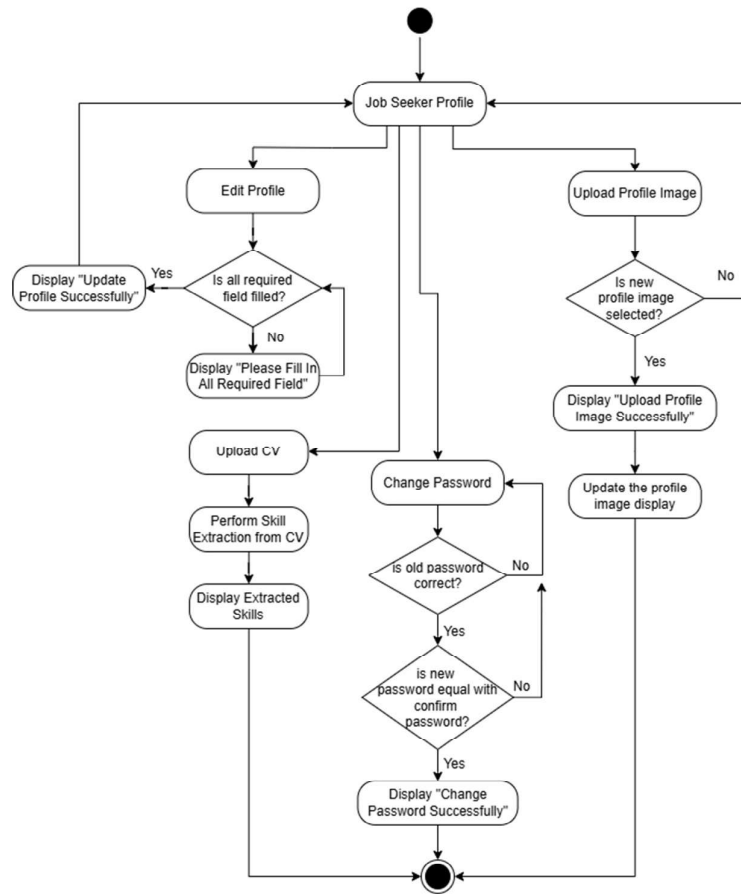 Job Seeker Profile
Edit Profile
Upload Profile Image
Display "Update
Profile Successfully"
Yes
Is all required
field filled?
No
Display "Please Fill In
All Required Field"
Is new
profile image
selected?
No
Yes
Display "Upload Profile
Image Successfully"
Update the profile
image display
Upload CV
Perform Skill
Extraction from CV
Display Extracted
Skills
Change Password
is old password
correct?
No
Yes
is new
password equal with
confirm
password?
No
Yes
Display "Change
Password Successfully"